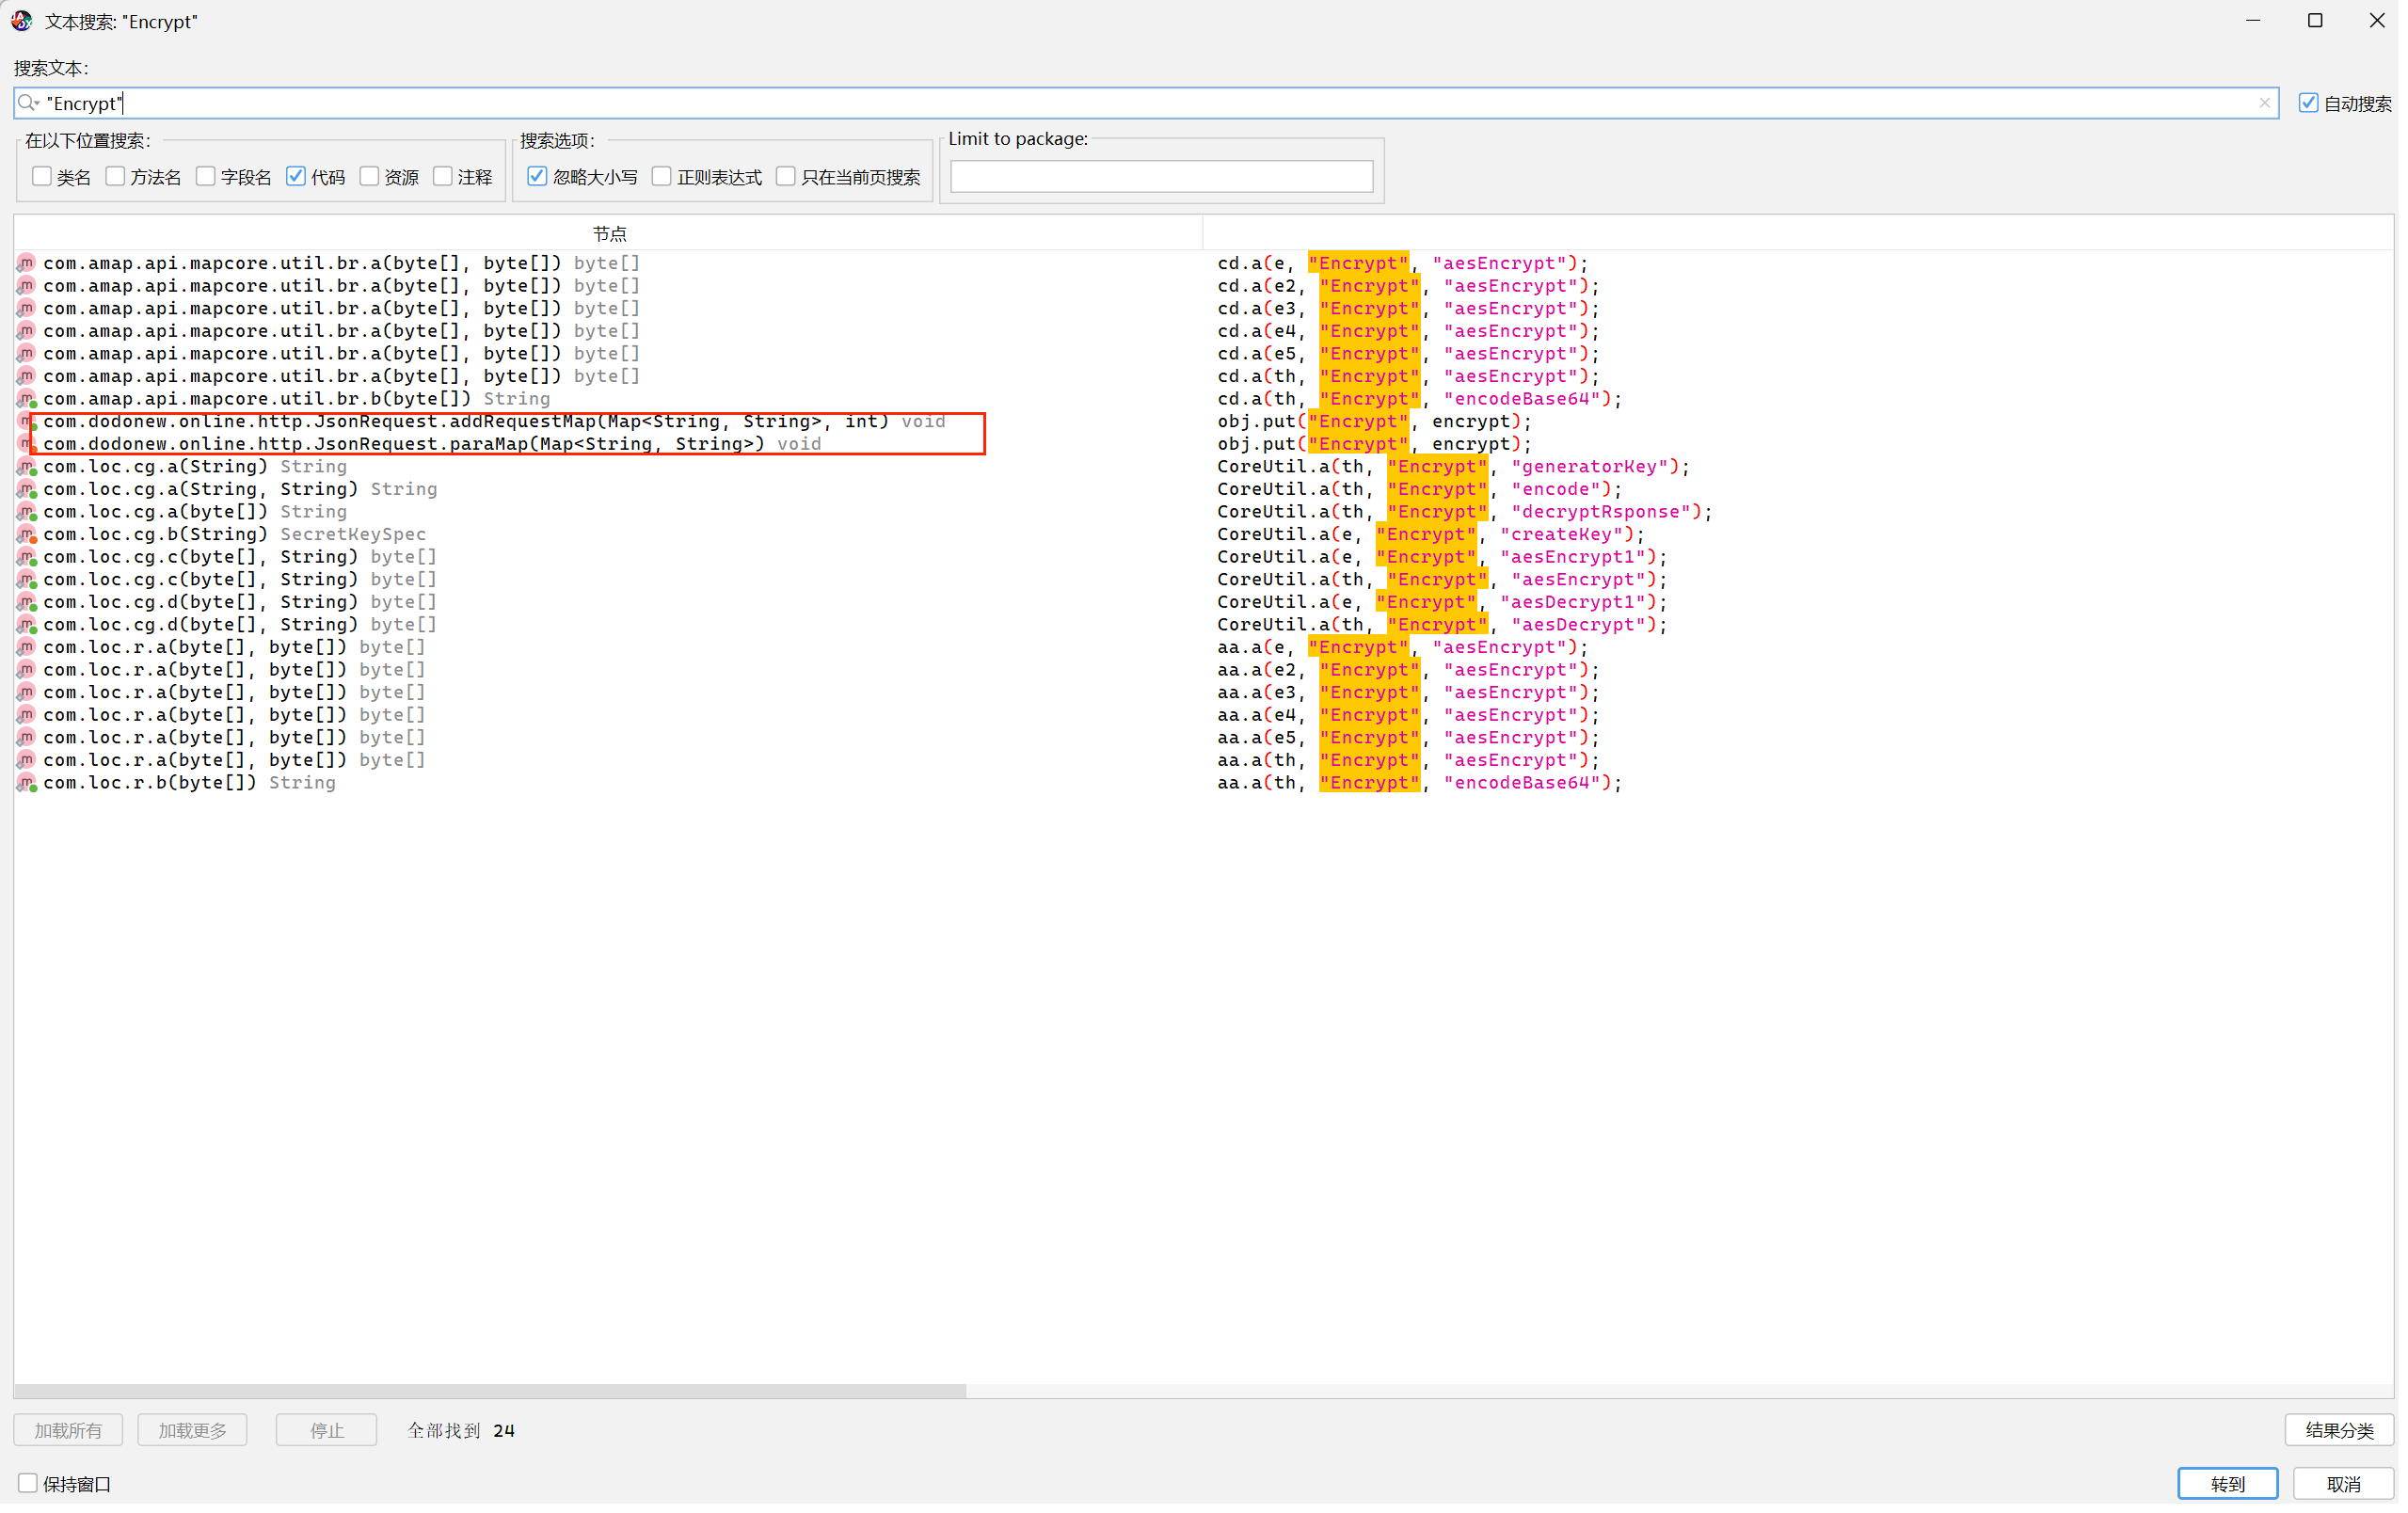 文本搜索: "Encrypt"
搜索文本:
"Encrypt"
自动搜索
在以下位置搜索:
类名 方法名 字段名 代码 资源 注释
搜索选项:
忽略大小写 正则表达式 只在当前页搜索
Limit to package:
节点
com.amap.api.mapcore.util.br.a(byte[], byte[]) byte[] cd.a(e, "Encrypt", "aesEncrypt");
com.amap.api.mapcore.util.br.a(byte[], byte[]) byte[] cd.a(e2, "Encrypt", "aesEncrypt");
com.amap.api.mapcore.util.br.a(byte[], byte[]) byte[] cd.a(e3, "Encrypt", "aesEncrypt");
com.amap.api.mapcore.util.br.a(byte[], byte[]) byte[] cd.a(e4, "Encrypt", "aesEncrypt");
com.amap.api.mapcore.util.br.a(byte[], byte[]) byte[] cd.a(e5, "Encrypt", "aesEncrypt");
com.amap.api.mapcore.util.br.a(byte[], byte[]) byte[] cd.a(th, "Encrypt", "aesEncrypt");
com.amap.api.mapcore.util.br.b(byte[]) String cd.a(th, "Encrypt", "encodeBase64");
com.dodonew.online.http.JsonRequest.addRequestMap(Map<String, String>, int) void obj.put("Encrypt", encrypt);
com.dodonew.online.http.JsonRequest.paraMap(Map<String, String>) void obj.put("Encrypt", encrypt);
com.loc.cg.a(String) String CoreUtil.a(th, "Encrypt", "generatorKey");
com.loc.cg.a(String, String) String CoreUtil.a(th, "Encrypt", "encode");
com.loc.cg.a(byte[]) String CoreUtil.a(th, "Encrypt", "decryptRsponse");
com.loc.cg.b(String) SecretKeySpec CoreUtil.a(e, "Encrypt", "createKey");
com.loc.cg.c(byte[], String) byte[] CoreUtil.a(e, "Encrypt", "aesEncrypt1");
com.loc.cg.c(byte[], String) byte[] CoreUtil.a(th, "Encrypt", "aesEncrypt");
com.loc.cg.d(byte[], String) byte[] CoreUtil.a(e, "Encrypt", "aesDecrypt1");
com.loc.cg.d(byte[], String) byte[] CoreUtil.a(th, "Encrypt", "aesDecrypt");
com.loc.r.a(byte[], byte[]) byte[] aa.a(e, "Encrypt", "aesEncrypt");
com.loc.r.a(byte[], byte[]) byte[] aa.a(e2, "Encrypt", "aesEncrypt");
com.loc.r.a(byte[], byte[]) byte[] aa.a(e3, "Encrypt", "aesEncrypt");
com.loc.r.a(byte[], byte[]) byte[] aa.a(e4, "Encrypt", "aesEncrypt");
com.loc.r.a(byte[], byte[]) byte[] aa.a(e5, "Encrypt", "aesEncrypt");
com.loc.r.a(byte[], byte[]) byte[] aa.a(th, "Encrypt", "aesEncrypt");
com.loc.r.b(byte[]) String aa.a(th, "Encrypt", "encodeBase64");
加载所有 加载更多 停止 全部找到 24 结果分类
保持窗口 转到 取消